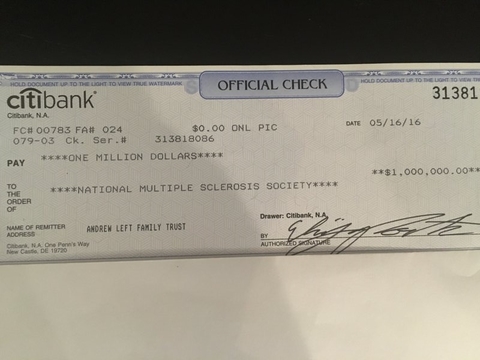 HOLD DOCUMENT UP TO THE LIGHT TO VIEW TRUE WATERMARK
OFFICIAL CHECK
HOLD DOCUMENT UP TO THE LIGHT TO VIEW TRUE
citibank®
Citibank, N.A.
31381
FC# 00783 FA# 024 $0.00 DNL PIC
DATE 05/16/16
079-03 Ck. Ser.# 313818086
PAY ****ONE MILLION DOLLARS****
**$1,000,000.00**
TO THE ORDER OF ****NATIONAL MULTIPLE SCLEROSIS SOCIETY****
Drawer: Citibank, N.A.
NAME OF REMITTER ANDREW LEFT FAMILY TRUST
ADDRESS
BY
AUTHORIZED SIGNATURE
Citibank, N.A. One Penn's Way
New Castle, DE 19720